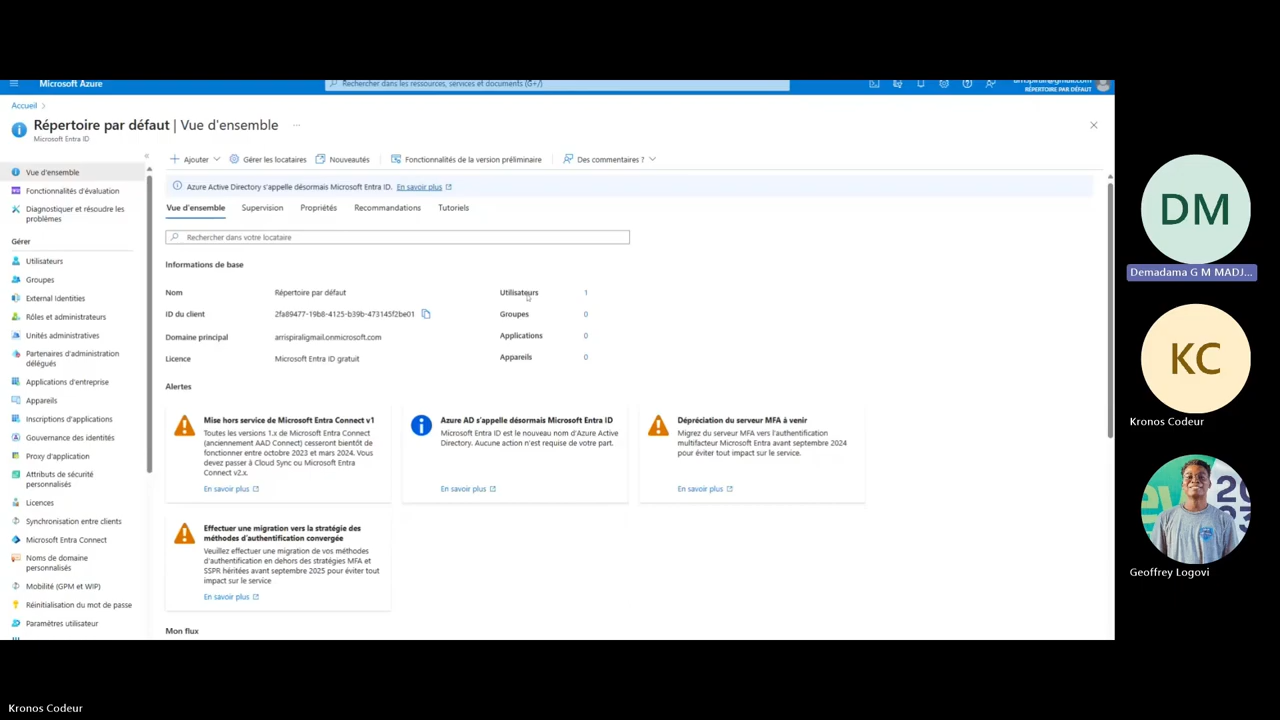 Microsoft Azure
Rechercher dans les ressources, services et documents (G+/)
RÉPERTOIRE PAR DÉFAUT
Accueil
Répertoire par défaut | Vue d'ensemble
Microsoft Entra ID
Vue d'ensemble
Fonctionnalités d'évaluation
Diagnostiquer et résoudre les
problèmes
Gérer
Utilisateurs
Groupes
External Identities
Rôles et administrateurs
Unités administratives
Partenaires d'administration
délégués
Applications d'entreprise
Appareils
Inscriptions d'applications
Gouvernance des identités
Proxy d'application
Attributs de sécurité
personnalisés
Licences
Synchronisation entre clients
Microsoft Entra Connect
Noms de domaine
personnalisés
Mobilité (GPM et WIP)
Réinitialisation du mot de passe
Paramètres utilisateur
Ajouter
Gérer les locataires
Nouveautés
Fonctionnalités de la version préliminaire
Des commentaires ?
Azure Active Directory s'appelle désormais Microsoft Entra ID. En savoir plus
Vue d'ensemble
Supervision
Propriétés
Recommandations
Tutoriels
Rechercher dans votre locataire
Informations de base
Nom Répertoire par défaut
ID du client 2fa89477-19b8-4125-b39b-473145f2be01
Domaine principal arrispiraligmail.onmicrosoft.com
Licence Microsoft Entra ID gratuit
Utilisateurs 1
Groupes 0
Applications 0
Appareils 0
Alertes
Mise hors service de Microsoft Entra Connect v1
Toutes les versions 1.x de Microsoft Entra Connect
(anciennement AAD Connect) cesseront bientôt de
fonctionner entre octobre 2023 et mars 2024. Vous
devez passer à Cloud Sync ou Microsoft Entra
Connect v2.x.
En savoir plus
Azure AD s'appelle désormais Microsoft Entra ID
Microsoft Entra ID est le nouveau nom d'Azure Active
Directory. Aucune action n'est requise de votre part.
En savoir plus
Dépréciation du serveur MFA à venir
Migrez du serveur MFA vers l'authentification
multifacteur Microsoft Entra avant septembre 2024
pour éviter tout impact sur le service.
En savoir plus
Effectuer une migration vers la stratégie des
méthodes d'authentification convergée
Veuillez effectuer une migration de vos méthodes
d'authentification en dehors des stratégies MFA et
SSPR héritées avant septembre 2025 pour éviter tout
impact sur le service
En savoir plus
Mon flux
DM
Demadama G M MADJ...
KC
Kronos Codeur
Geoffrey Logovi
Kronos Codeur